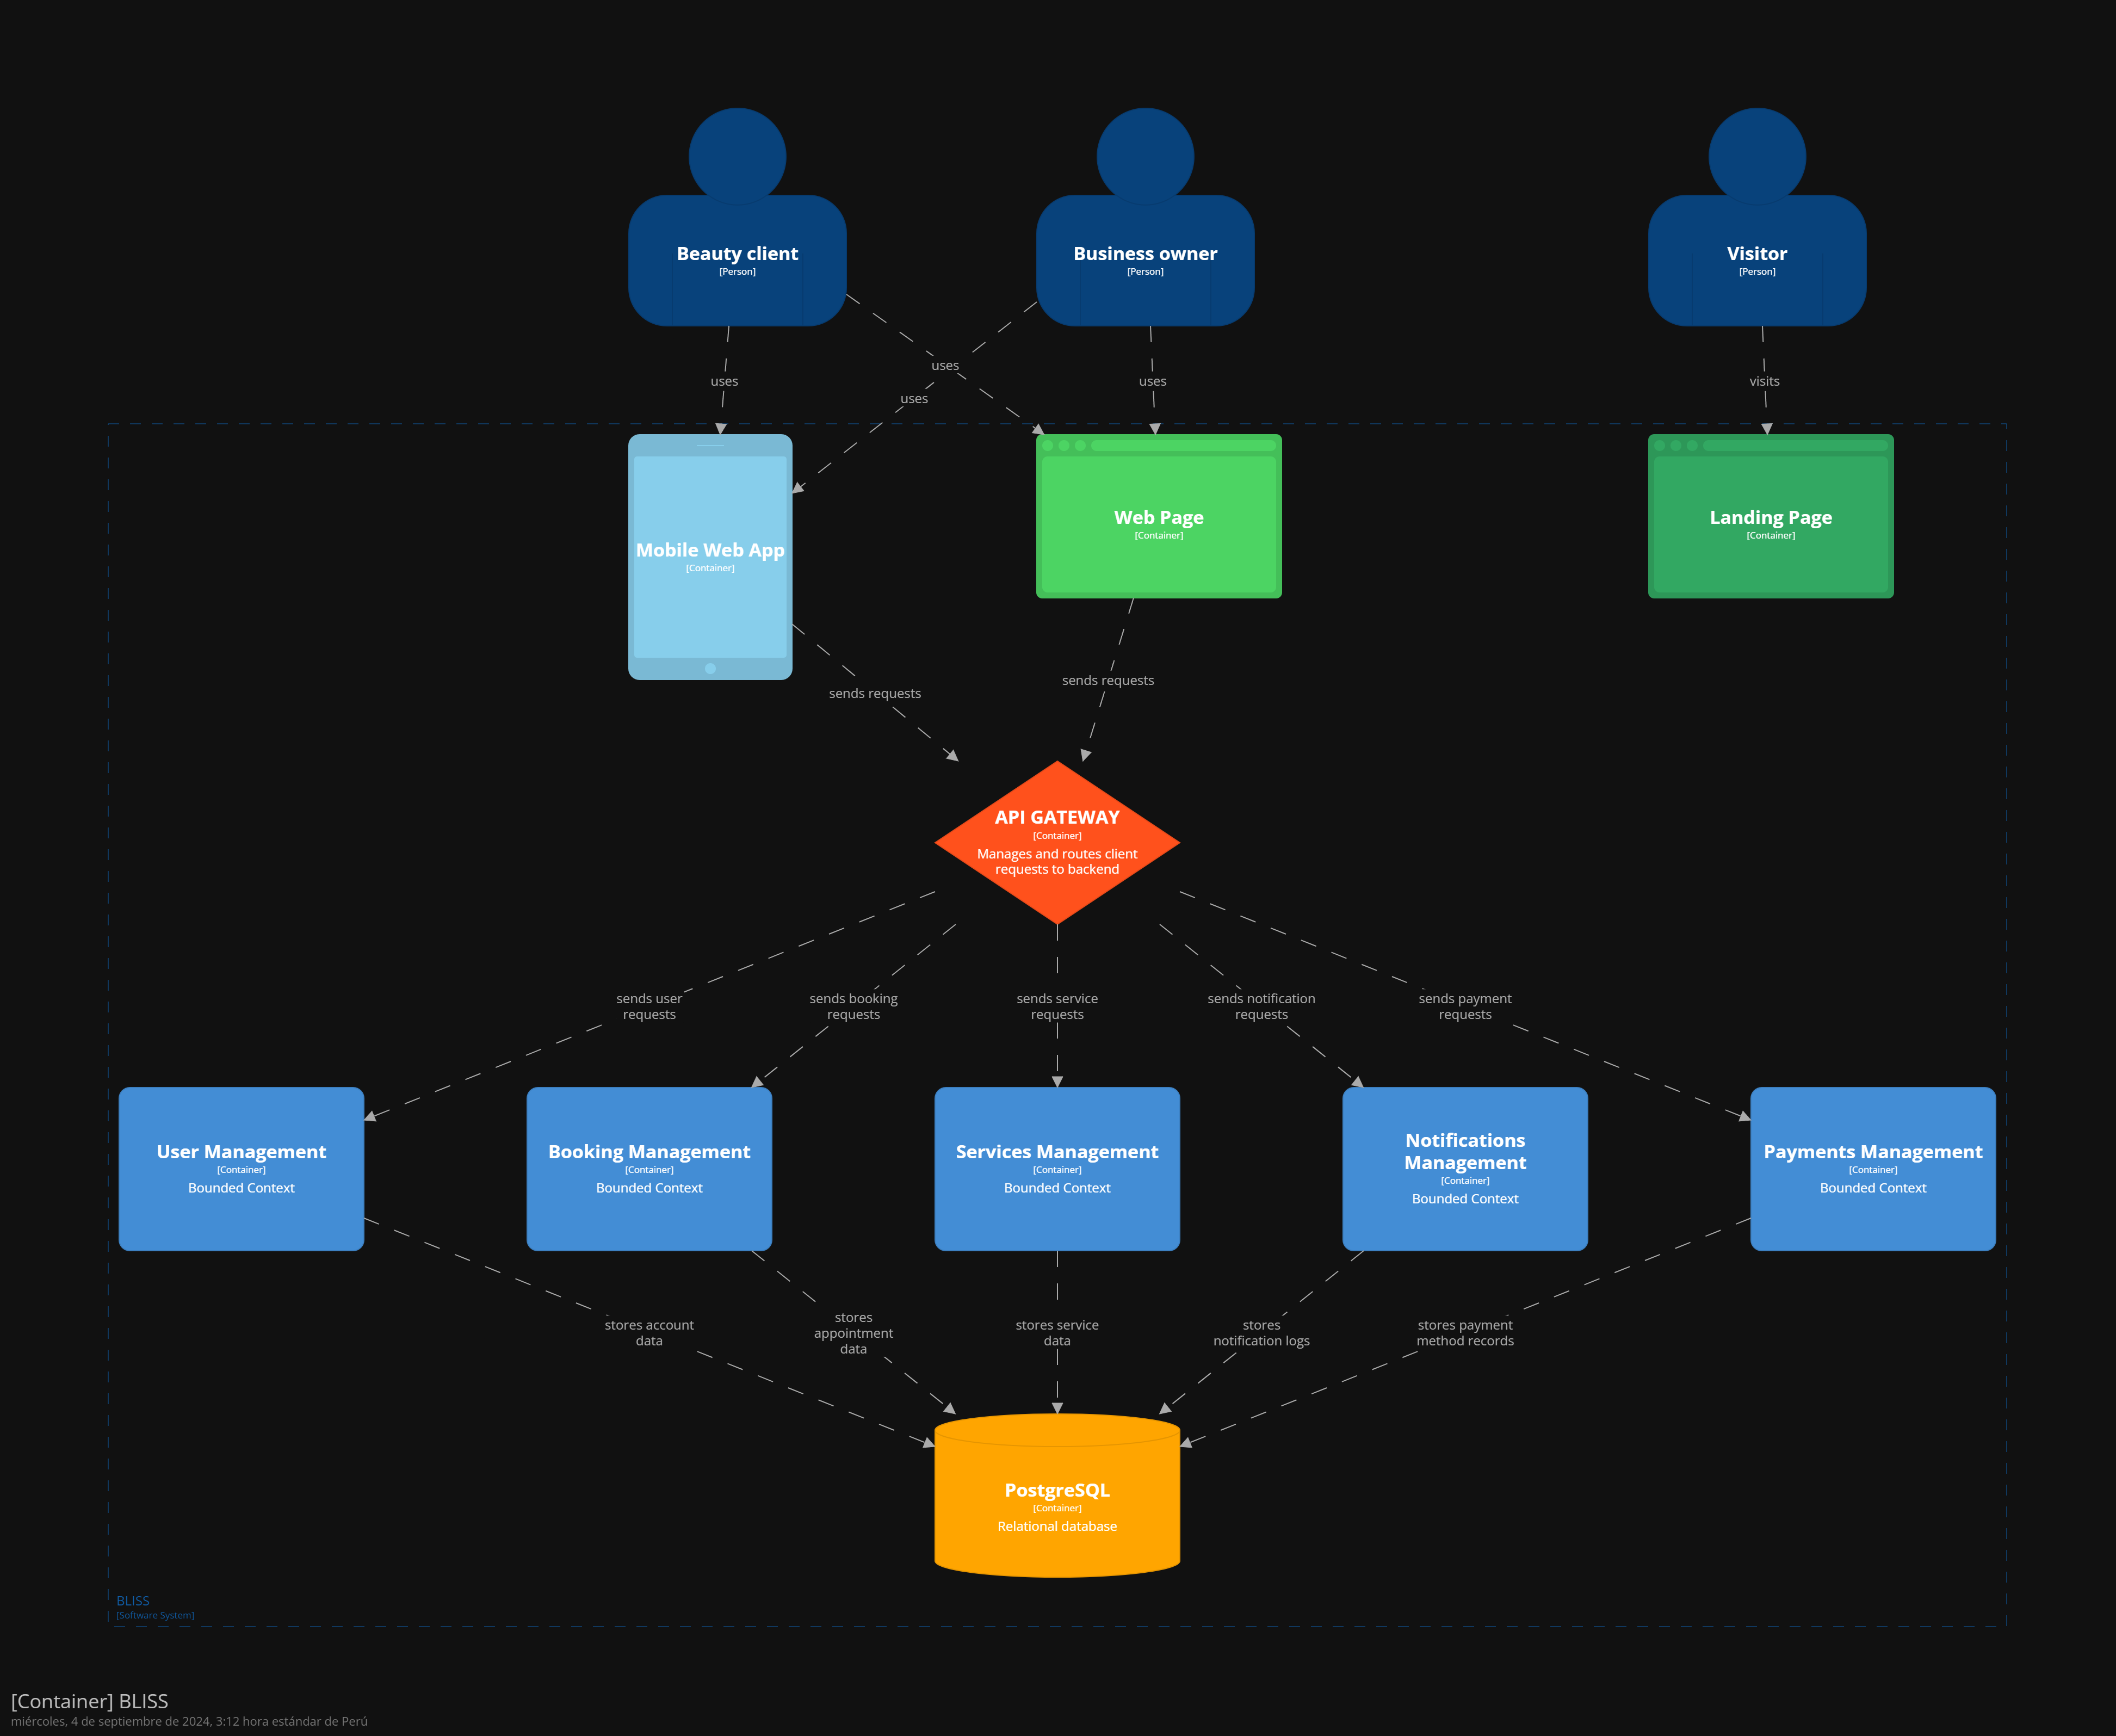 Beauty client
[Person]
Business owner
[Person]
Visitor
[Person]
uses
uses
uses
uses
visits
Mobile Web App
[Container]
Web Page
[Container]
Landing Page
[Container]
sends requests
sends requests
API GATEWAY
[Container]
Manages and routes client
requests to backend
sends user
requests
sends booking
requests
sends service
requests
sends notification
requests
sends payment
requests
User Management
[Container]
Bounded Context
Booking Management
[Container]
Bounded Context
Services Management
[Container]
Bounded Context
Notifications
Management
[Container]
Bounded Context
Payments Management
[Container]
Bounded Context
stores account
data
stores
appointment
data
stores service
data
stores
notification logs
stores payment
method records
PostgreSQL
[Container]
Relational database
BLISS
[Software System]
[Container] BLISS
miércoles, 4 de septiembre de 2024, 3:12 hora estándar de Perú